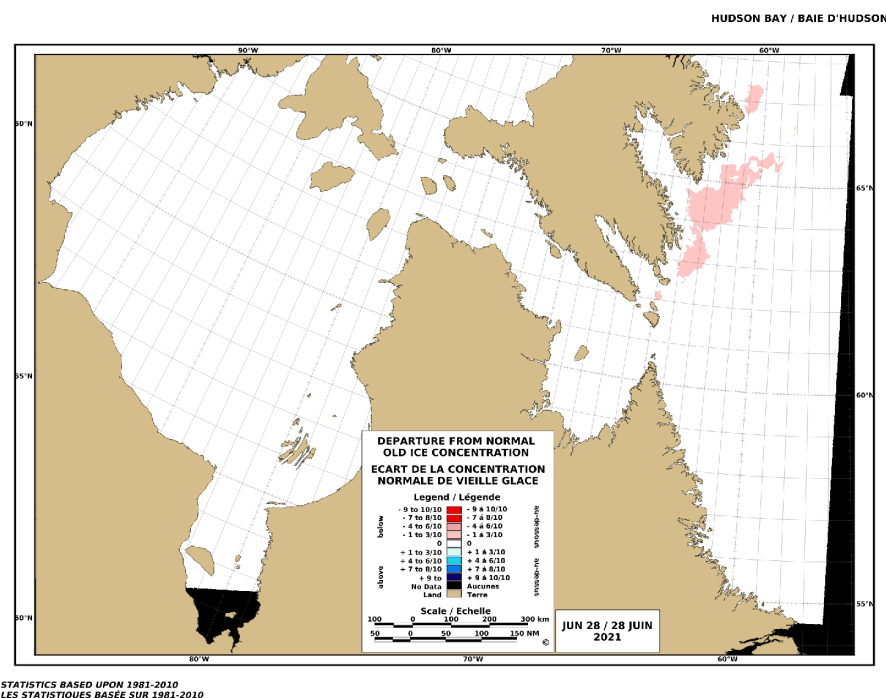 HUDSON BAY / BAIE D'HUDSON
90°W 80°W 70°W 60°W
60°N
65°N
55°N
60°N
50°N
55°N
80°W 70°W 60°W
DEPARTURE FROM NORMAL
OLD ICE CONCENTRATION
ECART DE LA CONCENTRATION
NORMALE DE VIEILLE GLACE
Legend / Légende
below
au-dessous
- 9 to 10/10 - 9 à 10/10
- 7 to 8/10 - 7 à 8/10
- 4 to 6/10 - 4 à 6/10
- 1 to 3/10 - 1 à 3/10
0 0
above
au-dessus
+ 1 to 3/10 + 1 à 3/10
+ 4 to 6/10 + 4 à 6/10
+ 7 to 8/10 + 7 à 8/10
+ 9 to + 9 à 10/10
No Data Aucunes
Land Terre
Scale / Echelle
100 0 100 200 300 km
50 0 50 100 150 NM
©
JUN 28 / 28 JUIN
2021
STATISTICS BASED UPON 1981-2010
LES STATISTIQUES BASÉE SUR 1981-2010